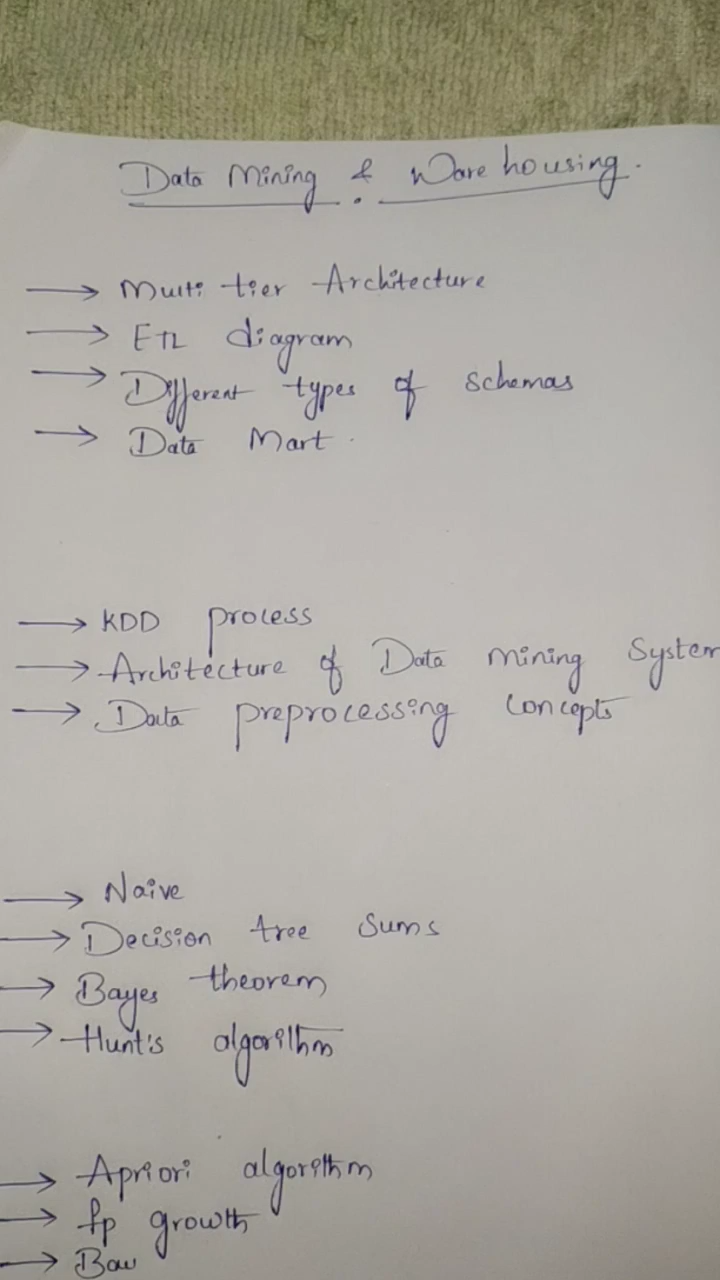 Data Mining & Ware housing.
→ Multi tier Architecture
→ ETL diagram
→ Different types of schemas
→ Data Mart.
→ KDD process
→ Architecture of Data mining System
→ Data preprocessing concepts
→ Naive
→ Decision tree sums
→ Bayes theorem
→ Hunt's algorithm
→ Apriori algorithm
→ fp growth
→